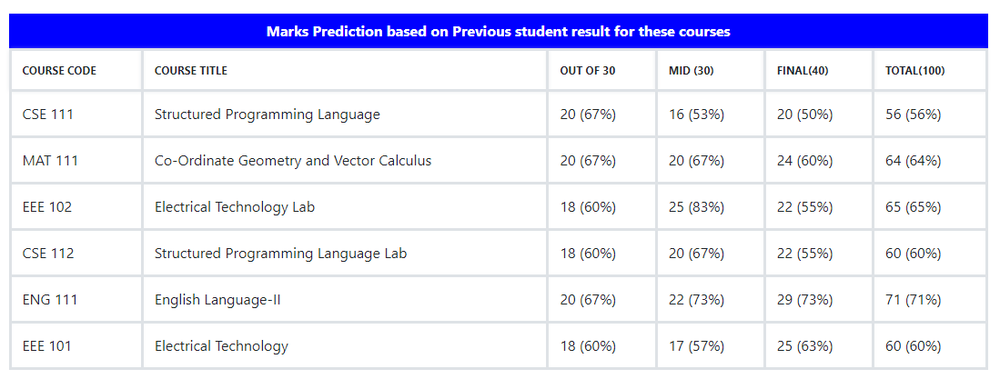 Marks Prediction based on Previous student result for these courses
COURSE CODE COURSE TITLE OUT OF 30 MID (30) FINAL(40) TOTAL(100)
CSE 111 Structured Programming Language 20 (67%) 16 (53%) 20 (50%) 56 (56%)
MAT 111 Co-Ordinate Geometry and Vector Calculus 20 (67%) 20 (67%) 24 (60%) 64 (64%)
EEE 102 Electrical Technology Lab 18 (60%) 25 (83%) 22 (55%) 65 (65%)
CSE 112 Structured Programming Language Lab 18 (60%) 20 (67%) 22 (55%) 60 (60%)
ENG 111 English Language-II 20 (67%) 22 (73%) 29 (73%) 71 (71%)
EEE 101 Electrical Technology 18 (60%) 17 (57%) 25 (63%) 60 (60%)